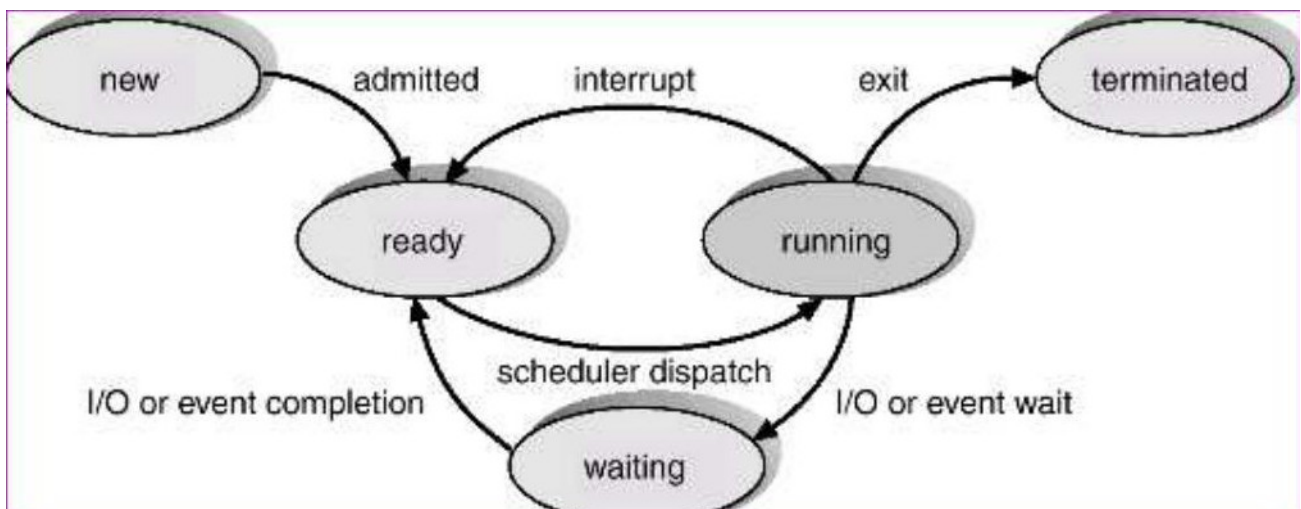 new
admitted
interrupt
exit
terminated
ready
running
scheduler dispatch
I/O or event completion
I/O or event wait
waiting